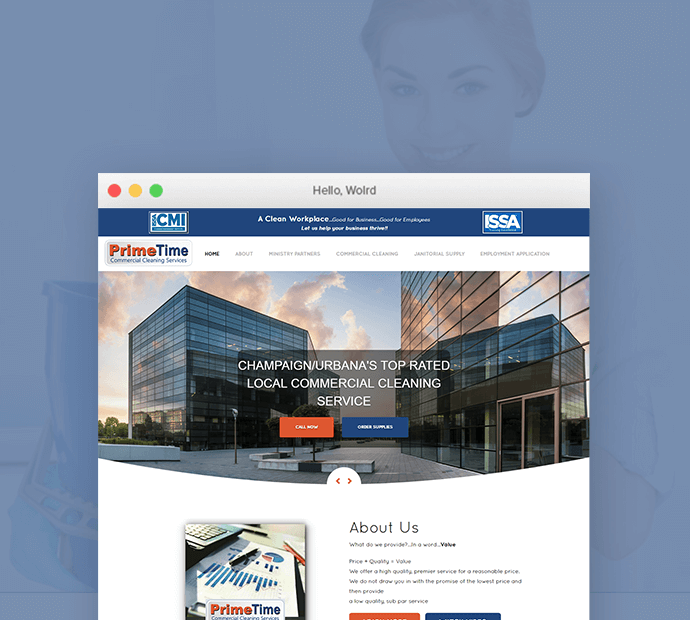 Hello, Wolrd
CMI
A Clean Workplace...Good for Business...Good for Employees
Let us help your business thrive!!
ISSA
PrimeTime
Commercial Cleaning Services
HOME ABOUT MINISTRY PARTNERS COMMERCIAL CLEANING JANITORIAL SUPPLY EMPLOYMENT APPLICATION
CHAMPAIGN/URBANA'S TOP RATED
LOCAL COMMERCIAL CLEANING
SERVICE
CALL NOW ORDER SUPPLIES
About Us
What do we provide?...In a word...Value
Price + Quality = Value
We offer a high quality, premier service for a reasonable price.
We do not draw you in with the promise of the lowest price and
then provide
a low quality, sub par service
PrimeTime
Commercial Cleaning Services